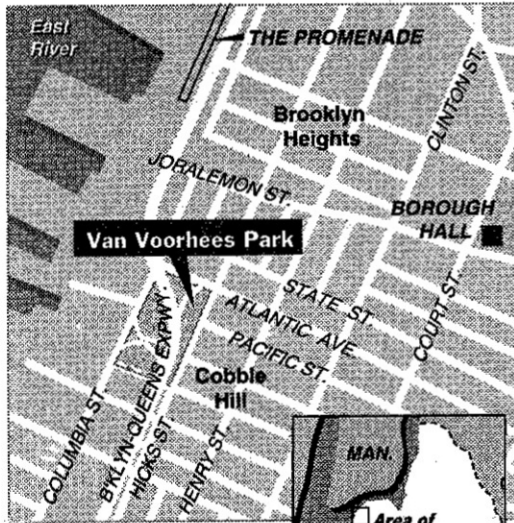 East
River
THE PROMENADE
Brooklyn
Heights
CLINTON ST.
JORALEMON ST.
BOROUGH
HALL
Van Voorhees Park
STATE ST.
ATLANTIC AVE.
PACIFIC ST.
COURT ST.
Cobble
Hill
COLUMBIA ST.
B'KLYN-QUEENS EXPWY.
HICKS ST.
HENRY ST.
MAN.
Area of